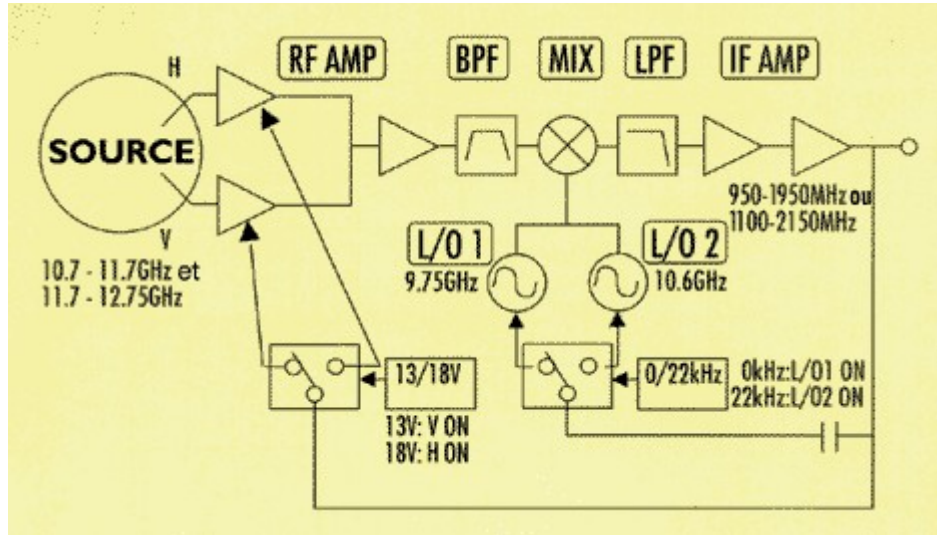 RF AMP
BPF
MIX
LPF
IF AMP
H
SOURCE
V
10.7 - 11.7GHz et
11.7 - 12.75GHz
950-1950MHz ou
1100-2150MHz
L/O 1
9.75GHz
L/O 2
10.6GHz
13/18V
13V: V ON
18V: H ON
0/22kHz
0kHz:L/O1 ON
22kHz:L/O2 ON